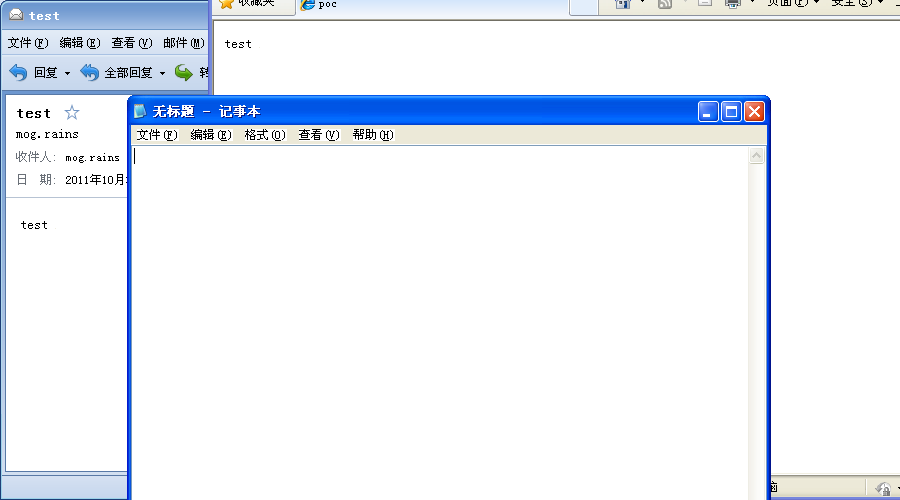 test
文件(F) 编辑(E) 查看(V) 邮件(M)
回复 全部回复 转
test
mog.rains
收件人: mog.rains
日 期: 2011年10月
test
收藏夹
poc
页面(P) 安全(S)
test
无标题 - 记事本
文件(F) 编辑(E) 格式(O) 查看(V) 帮助(H)